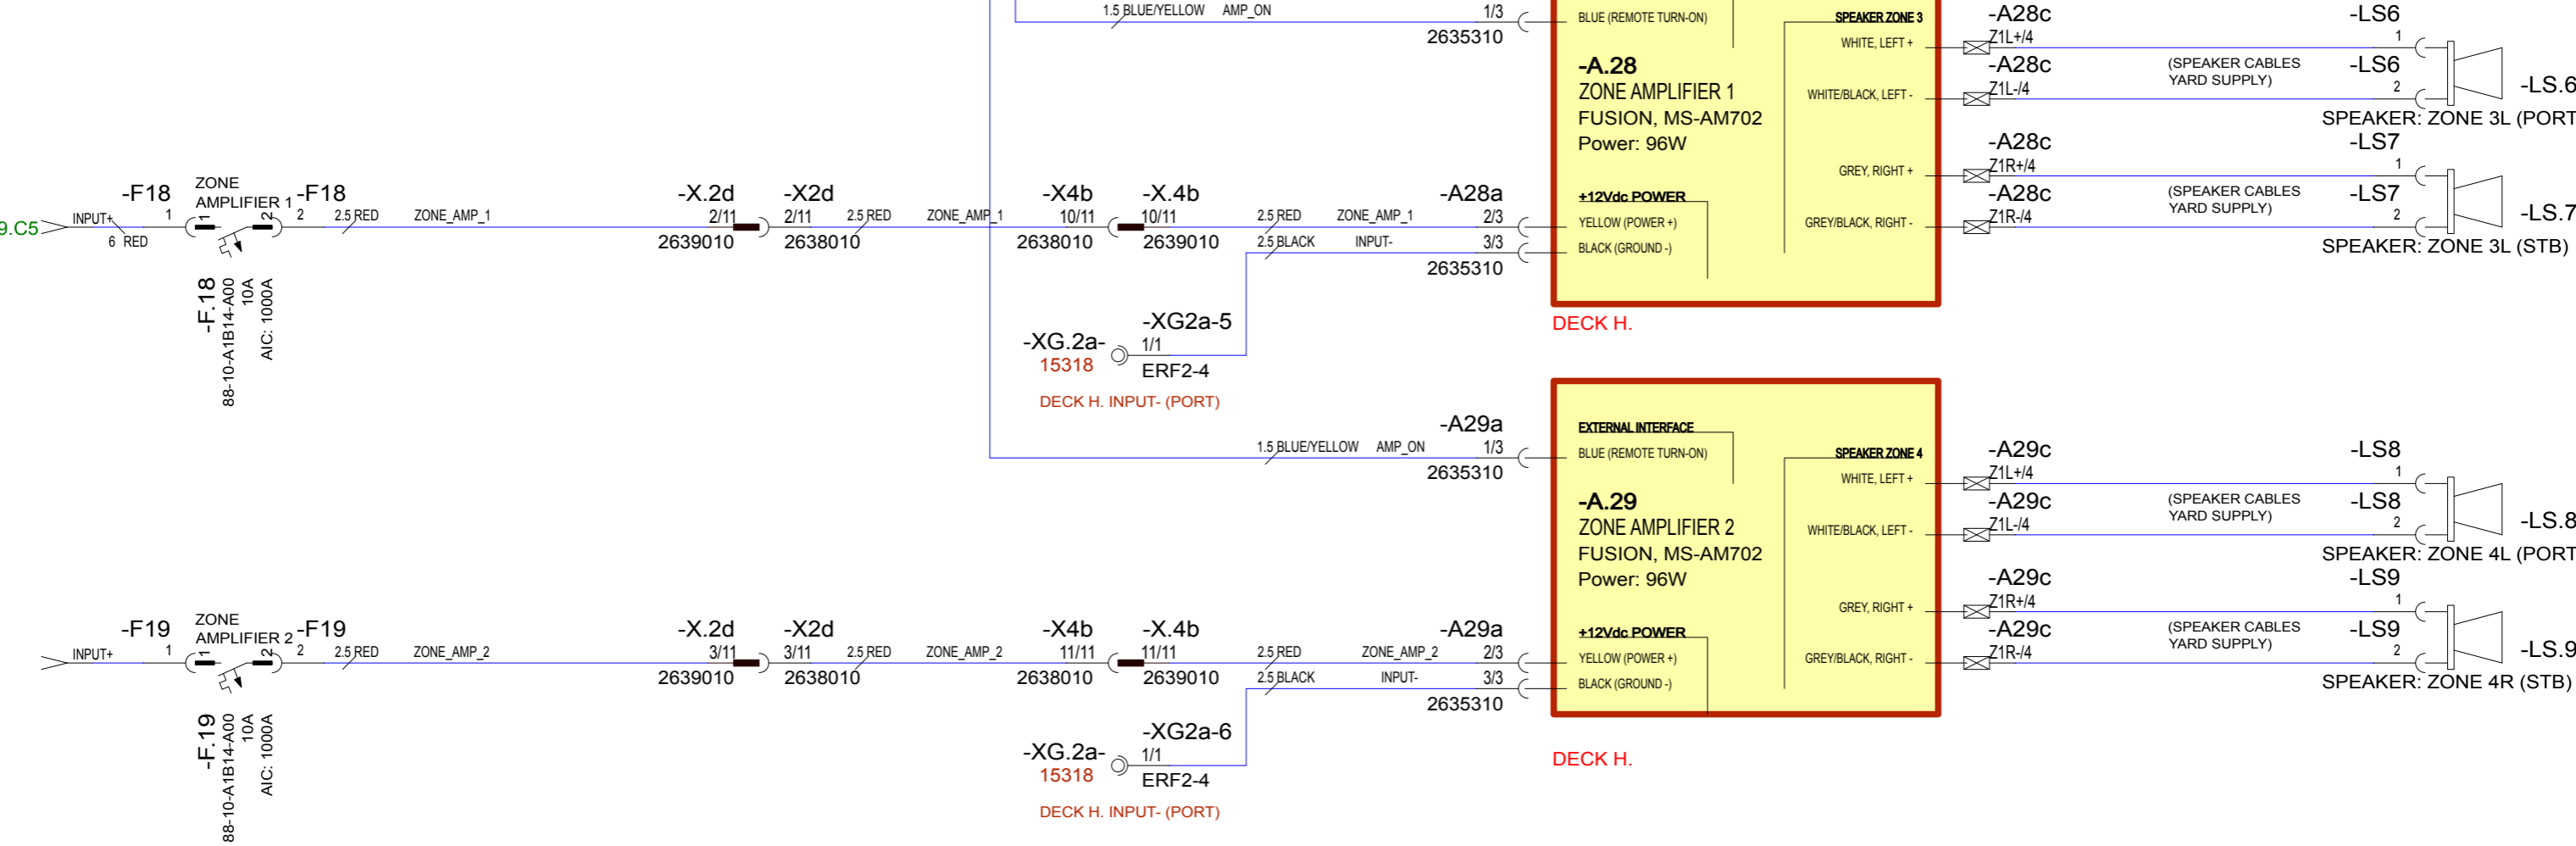 1.5 BLUE/YELLOW AMP_ON 1/3
2635310
BLUE (REMOTE TURN-ON)
SPEAKER ZONE 3
WHITE, LEFT +
-A.28
ZONE AMPLIFIER 1
FUSION, MS-AM702
Power: 96W
WHITE/BLACK, LEFT -
GREY, RIGHT +
+12Vdc POWER
YELLOW (POWER +)
GREY/BLACK, RIGHT -
BLACK (GROUND -)
DECK H.
-A28c
Z1L+/4
-A28c
Z1L-/4
(SPEAKER CABLES
YARD SUPPLY)
-LS6
1
-LS6
2
-LS.6
SPEAKER: ZONE 3L (PORT
-A28c
Z1R+/4
-A28c
Z1R-/4
(SPEAKER CABLES
YARD SUPPLY)
-LS7
1
-LS7
2
-LS.7
SPEAKER: ZONE 3L (STB)
9.C5
INPUT+
6 RED
-F18
1
ZONE
AMPLIFIER 1
1
2
-F18
2
2.5 RED ZONE_AMP_1
-F.18
88-10-A1B14-A00
10A
AIC: 1000A
-X.2d
2/11
2639010
-X2d
2/11
2638010
2.5 RED ZONE_AMP_1
-X4b
10/11
2638010
-X.4b
10/11
2639010
2.5 RED ZONE_AMP_1
2.5 BLACK INPUT-
-A28a
2/3
3/3
2635310
-XG.2a-
15318
-XG2a-5
1/1
ERF2-4
DECK H. INPUT- (PORT)
1.5 BLUE/YELLOW AMP_ON
-A29a
1/3
2635310
EXTERNAL INTERFACE
BLUE (REMOTE TURN-ON)
SPEAKER ZONE 4
WHITE, LEFT +
-A.29
ZONE AMPLIFIER 2
FUSION, MS-AM702
Power: 96W
WHITE/BLACK, LEFT -
GREY, RIGHT +
+12Vdc POWER
YELLOW (POWER +)
GREY/BLACK, RIGHT -
BLACK (GROUND -)
DECK H.
-A29c
Z1L+/4
-A29c
Z1L-/4
(SPEAKER CABLES
YARD SUPPLY)
-LS8
1
-LS8
2
-LS.8
SPEAKER: ZONE 4L (PORT
-A29c
Z1R+/4
-A29c
Z1R-/4
(SPEAKER CABLES
YARD SUPPLY)
-LS9
1
-LS9
2
-LS.9
SPEAKER: ZONE 4R (STB)
INPUT+
-F19
1
ZONE
AMPLIFIER 2
1
2
-F19
2
2.5 RED ZONE_AMP_2
-F.19
88-10-A1B14-A00
10A
AIC: 1000A
-X.2d
3/11
2639010
-X2d
3/11
2638010
2.5 RED ZONE_AMP_2
-X4b
11/11
2638010
-X.4b
11/11
2639010
2.5 RED ZONE_AMP_2
2.5 BLACK INPUT-
-A29a
2/3
3/3
2635310
-XG.2a-
15318
-XG2a-6
1/1
ERF2-4
DECK H. INPUT- (PORT)